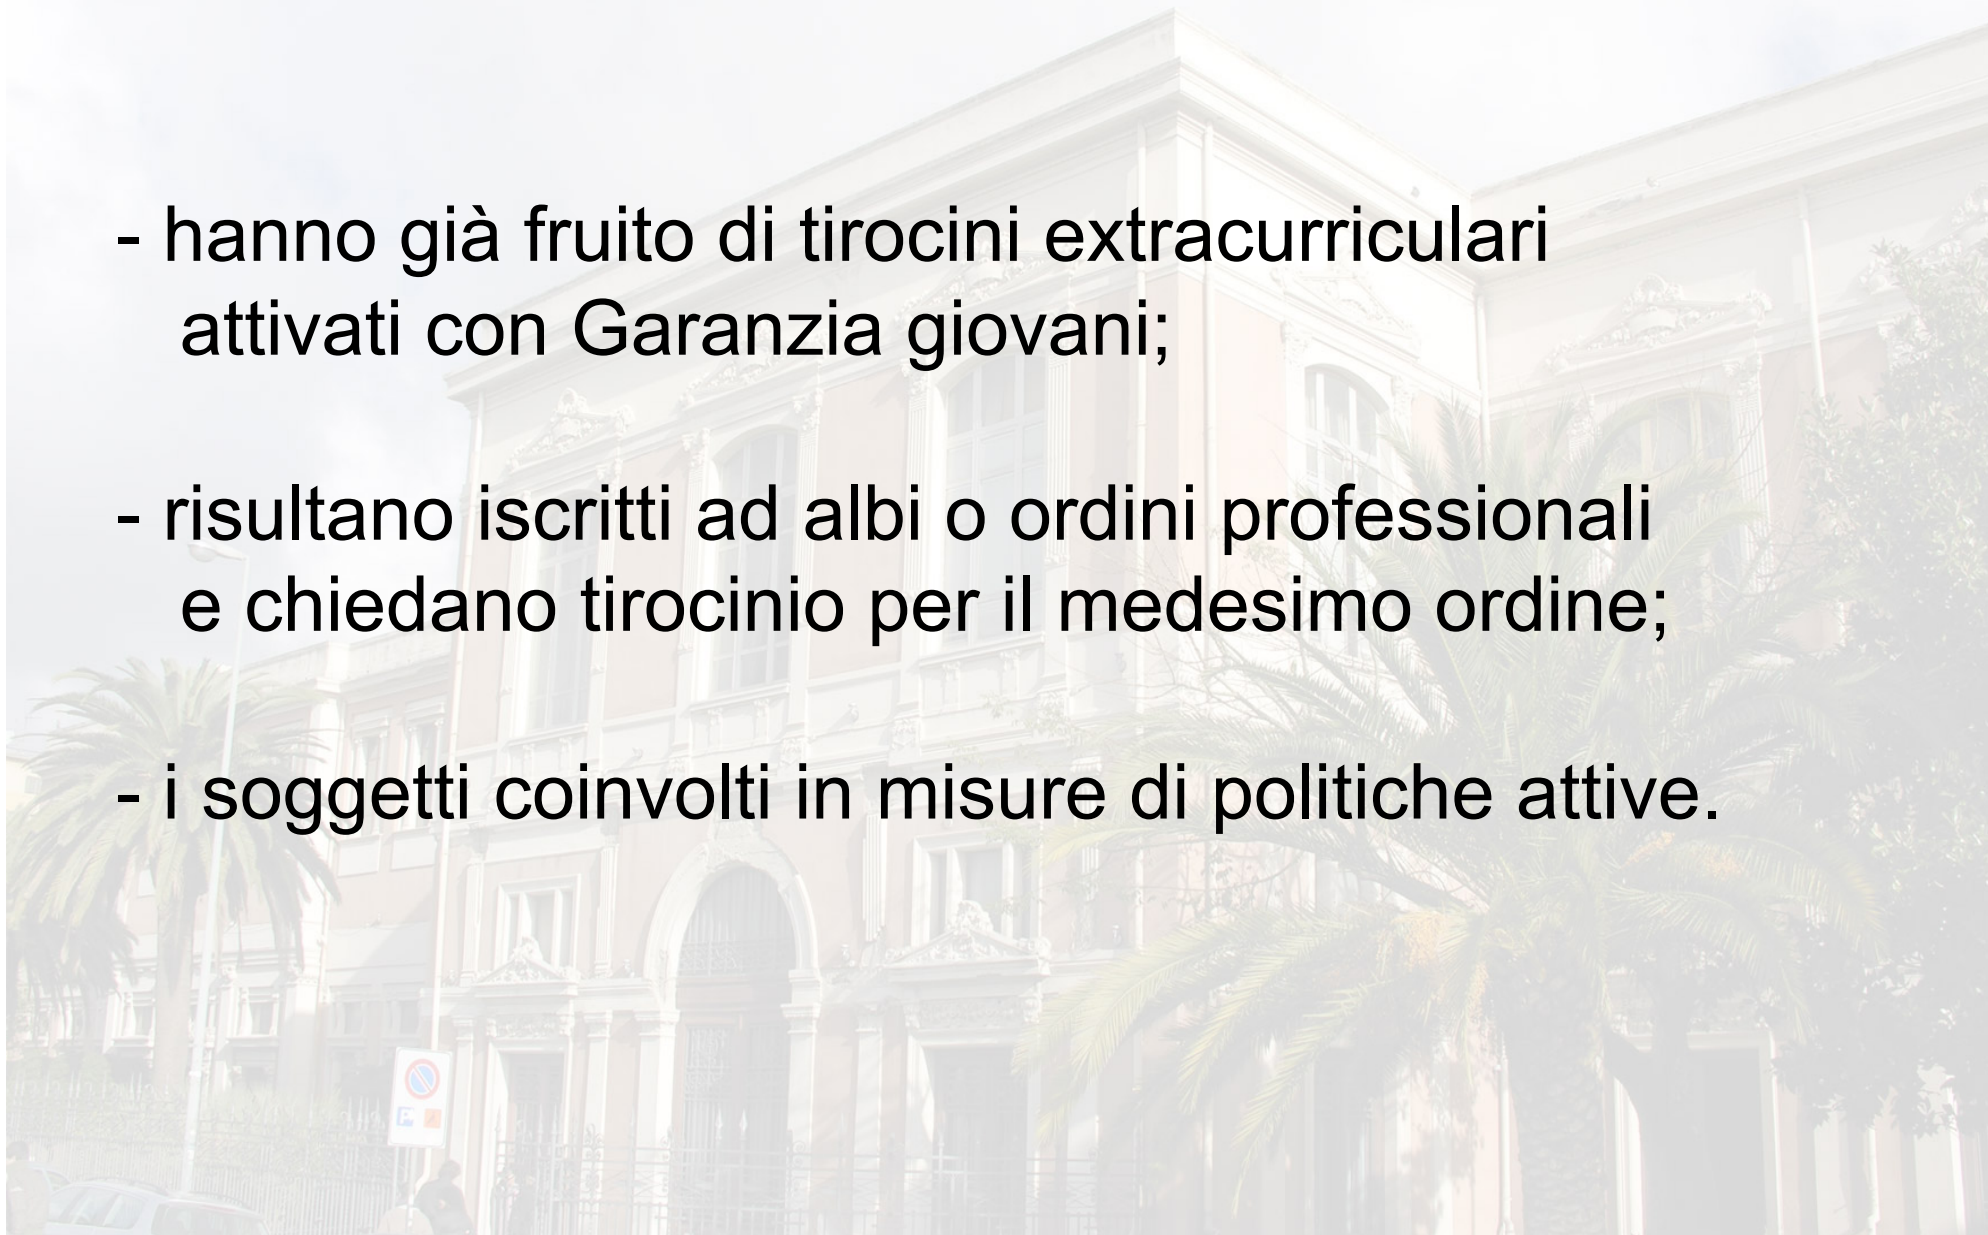 - hanno già fruito di tirocini extracurriculari
attivati con Garanzia giovani;
- risultano iscritti ad albi o ordini professionali
e chiedano tirocinio per il medesimo ordine;
- i soggetti coinvolti in misure di politiche attive.